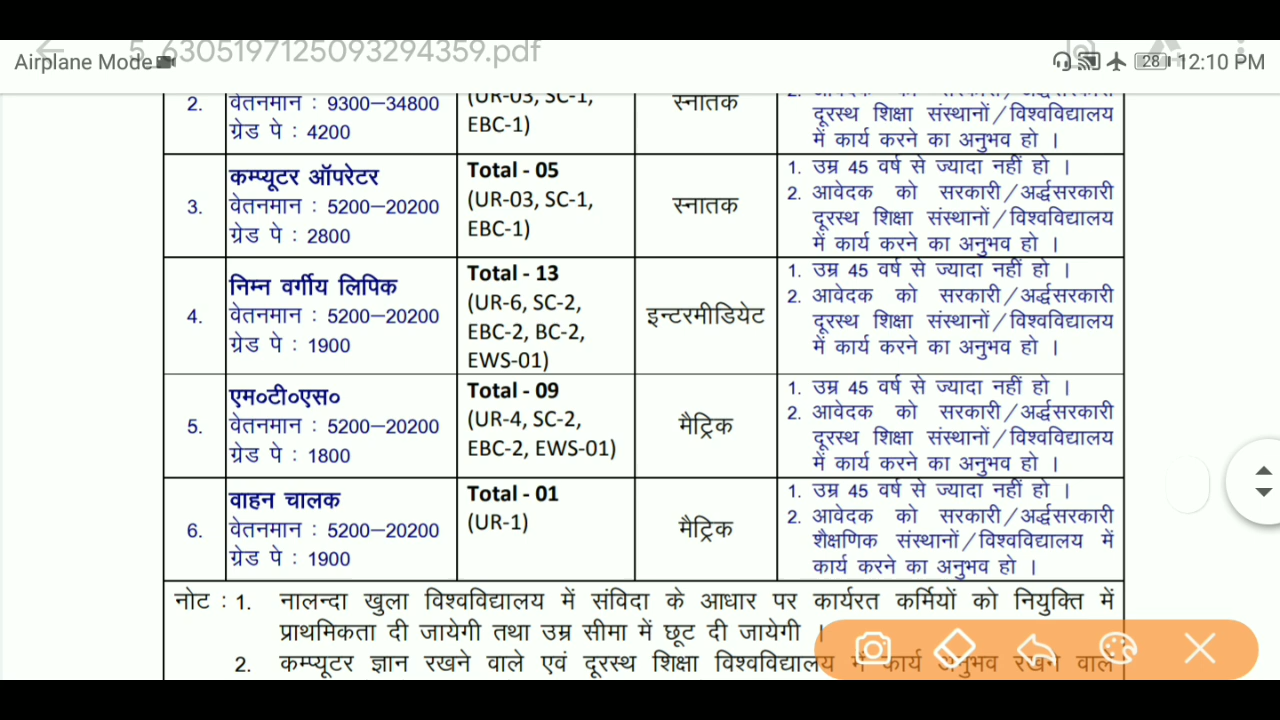 5_6305197125093294359.pdf
Airplane Mode
28
12:10 PM
2.
वेतनमान : 9300–34800
ग्रेड पे : 4200
(UR-03, SC-1,
EBC-1)
स्नातक
2. आवेदक को सरकारी/अर्द्धसरकारी
दूरस्थ शिक्षा संस्थानों/विश्वविद्यालय
में कार्य करने का अनुभव हो ।
3.
कम्प्यूटर ऑपरेटर
वेतनमान : 5200–20200
ग्रेड पे : 2800
Total - 05
(UR-03, SC-1,
EBC-1)
स्नातक
1. उम्र 45 वर्ष से ज्यादा नहीं हो ।
2. आवेदक को सरकारी/अर्द्धसरकारी
दूरस्थ शिक्षा संस्थानों/विश्वविद्यालय
में कार्य करने का अनुभव हो ।
4.
निम्न वर्गीय लिपिक
वेतनमान : 5200–20200
ग्रेड पे : 1900
Total - 13
(UR-6, SC-2,
EBC-2, BC-2,
EWS-01)
इन्टरमीडियेट
1. उम्र 45 वर्ष से ज्यादा नहीं हो ।
2. आवेदक को सरकारी/अर्द्धसरकारी
दूरस्थ शिक्षा संस्थानों/विश्वविद्यालय
में कार्य करने का अनुभव हो ।
5.
एम०टी०एस०
वेतनमान : 5200–20200
ग्रेड पे : 1800
Total - 09
(UR-4, SC-2,
EBC-2, EWS-01)
मैट्रिक
1. उम्र 45 वर्ष से ज्यादा नहीं हो ।
2. आवेदक को सरकारी/अर्द्धसरकारी
दूरस्थ शिक्षा संस्थानों/विश्वविद्यालय
में कार्य करने का अनुभव हो ।
6.
वाहन चालक
वेतनमान : 5200–20200
ग्रेड पे : 1900
Total - 01
(UR-1)
मैट्रिक
1. उम्र 45 वर्ष से ज्यादा नहीं हो ।
2. आवेदक को सरकारी/अर्द्धसरकारी
शैक्षणिक संस्थानों/विश्वविद्यालय में
कार्य करने का अनुभव हो ।
नोट : 1. नालन्दा खुला विश्वविद्यालय में संविदा के आधार पर कार्यरत कर्मियों को नियुक्ति में
प्राथमिकता दी जायेगी तथा उम्र सीमा में छूट दी जायेगी ।
2. कम्प्यूटर ज्ञान रखने वाले एवं दूरस्थ शिक्षा विश्वविद्यालय में कार्य अनुभव रखने वाले